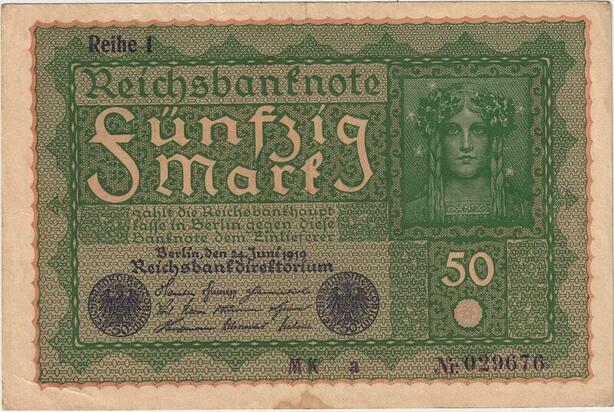 Reihe 1
Reichsbanknote
Fünfzig
Mark
zahlt die Reichsbankhaupt
kasse in Berlin gegen diese
Banknote dem Einlieferer
Berlin, den 24. Juni 1919
Reichsbankdirektorium
50
MK a
Nr. 029676